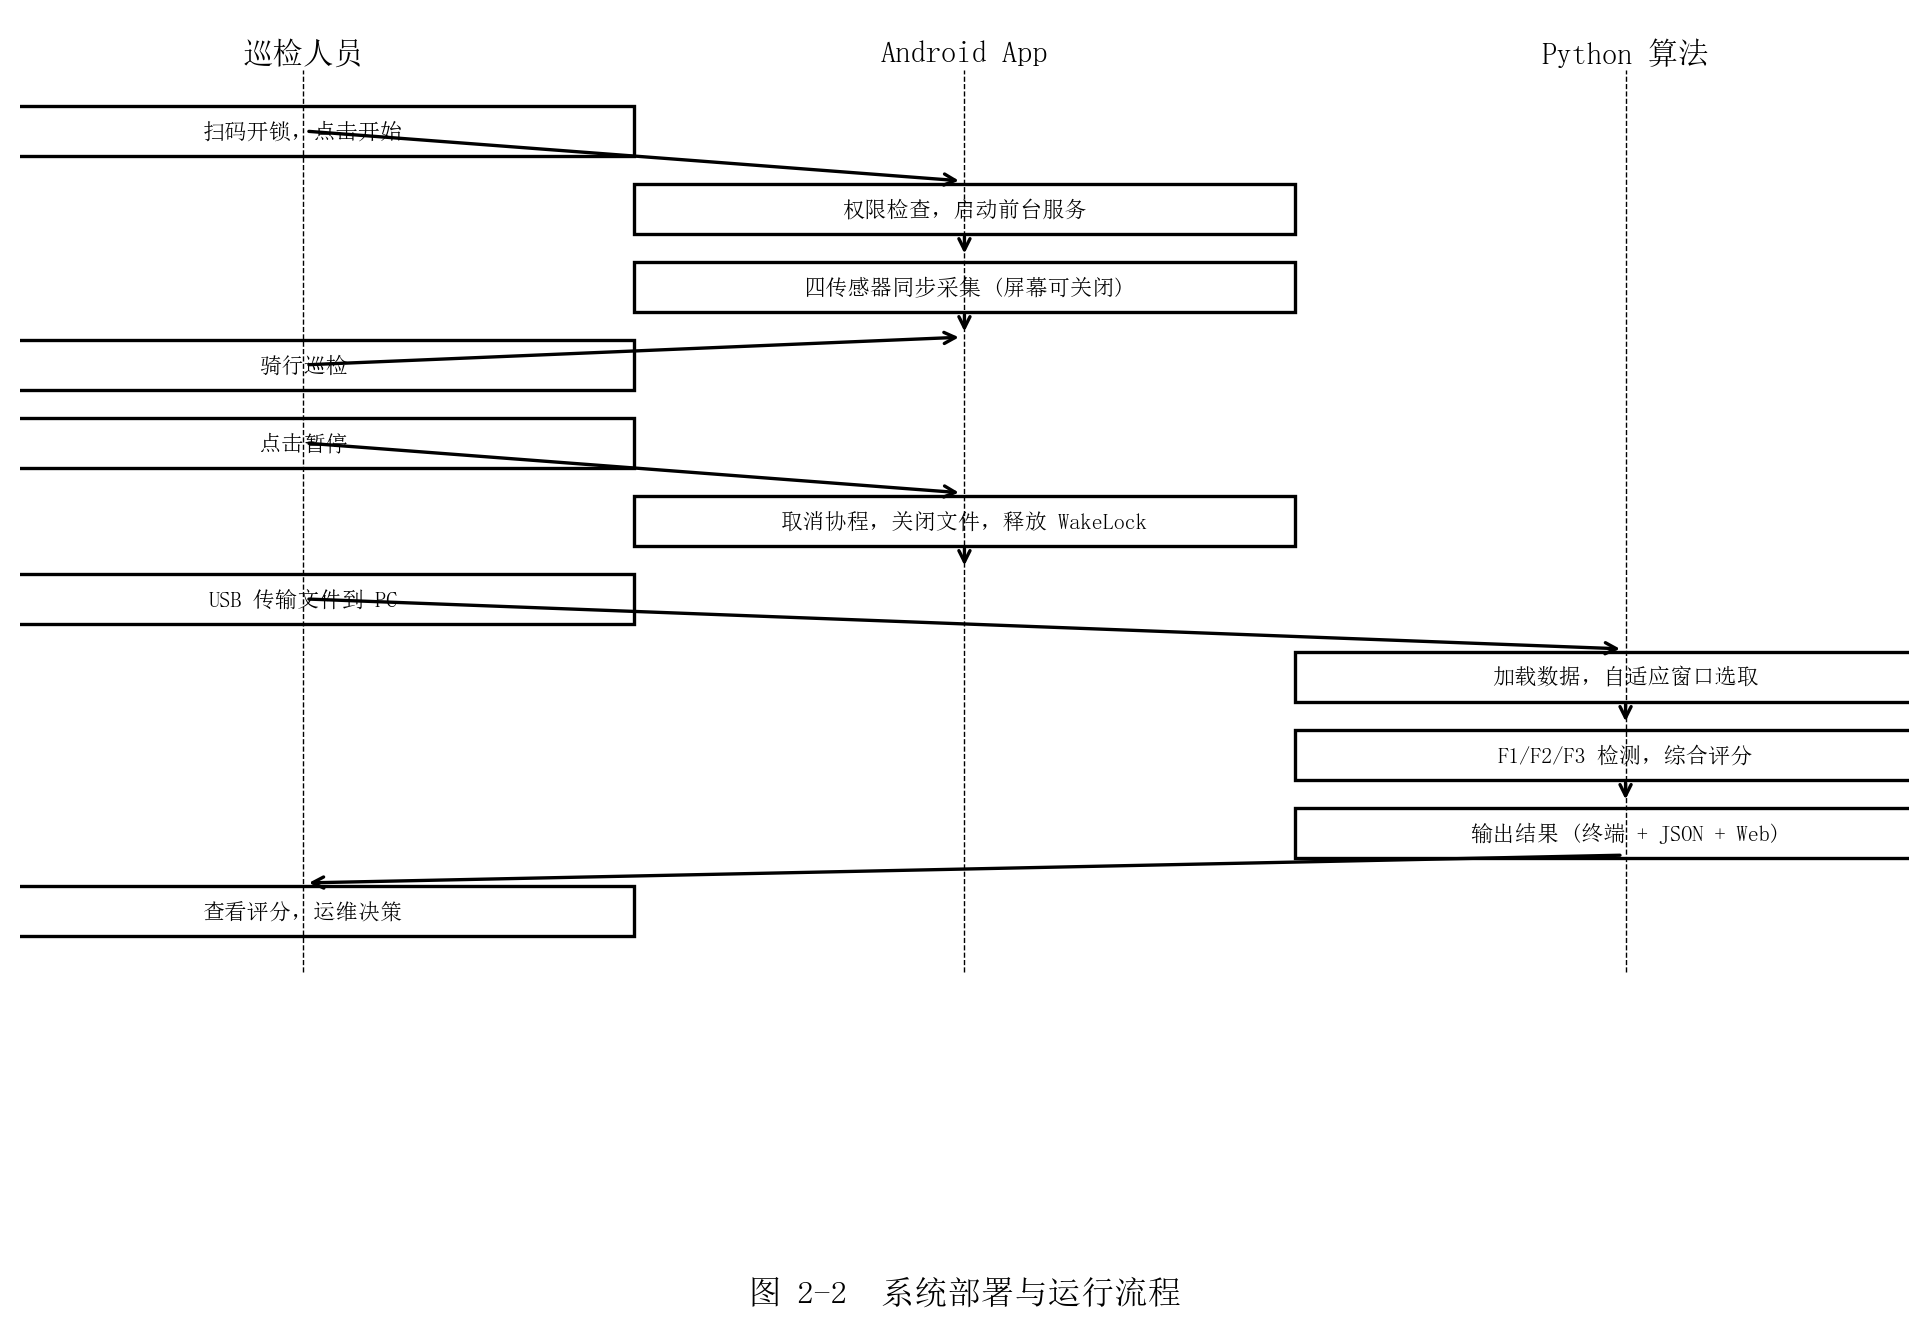 巡检人员
Android App
Python 算法
扫码开锁，点击开始
权限检查，启动前台服务
四传感器同步采集 (屏幕可关闭)
骑行巡检
点击暂停
取消协程，关闭文件，释放 WakeLock
USB 传输文件到 PC
加载数据，自适应窗口选取
F1/F2/F3 检测，综合评分
输出结果 (终端 + JSON + Web)
查看评分，运维决策
图 2-2  系统部署与运行流程